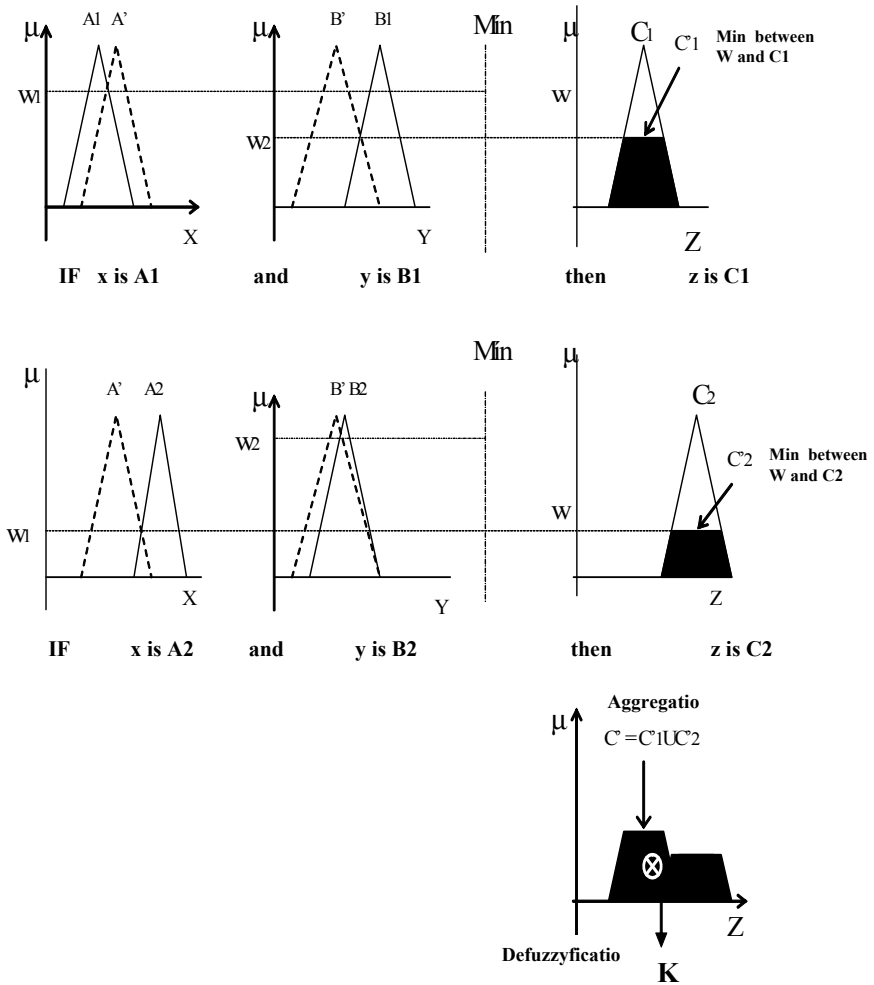 μ A1 A' μ B' B1 Min μ C1 C'1 Min between
W and C1
W1 W2 W
X Y Z
IF x is A1 and y is B1 then z is C1
μ A' A2 μ B' B2 Min μ C2
W2 C'2 Min between
W and C2
W1 W
X Y Z
IF x is A2 and y is B2 then z is C2
Aggregatio
μ C' =C'1UC'2
Z
Defuzzyficatio
K